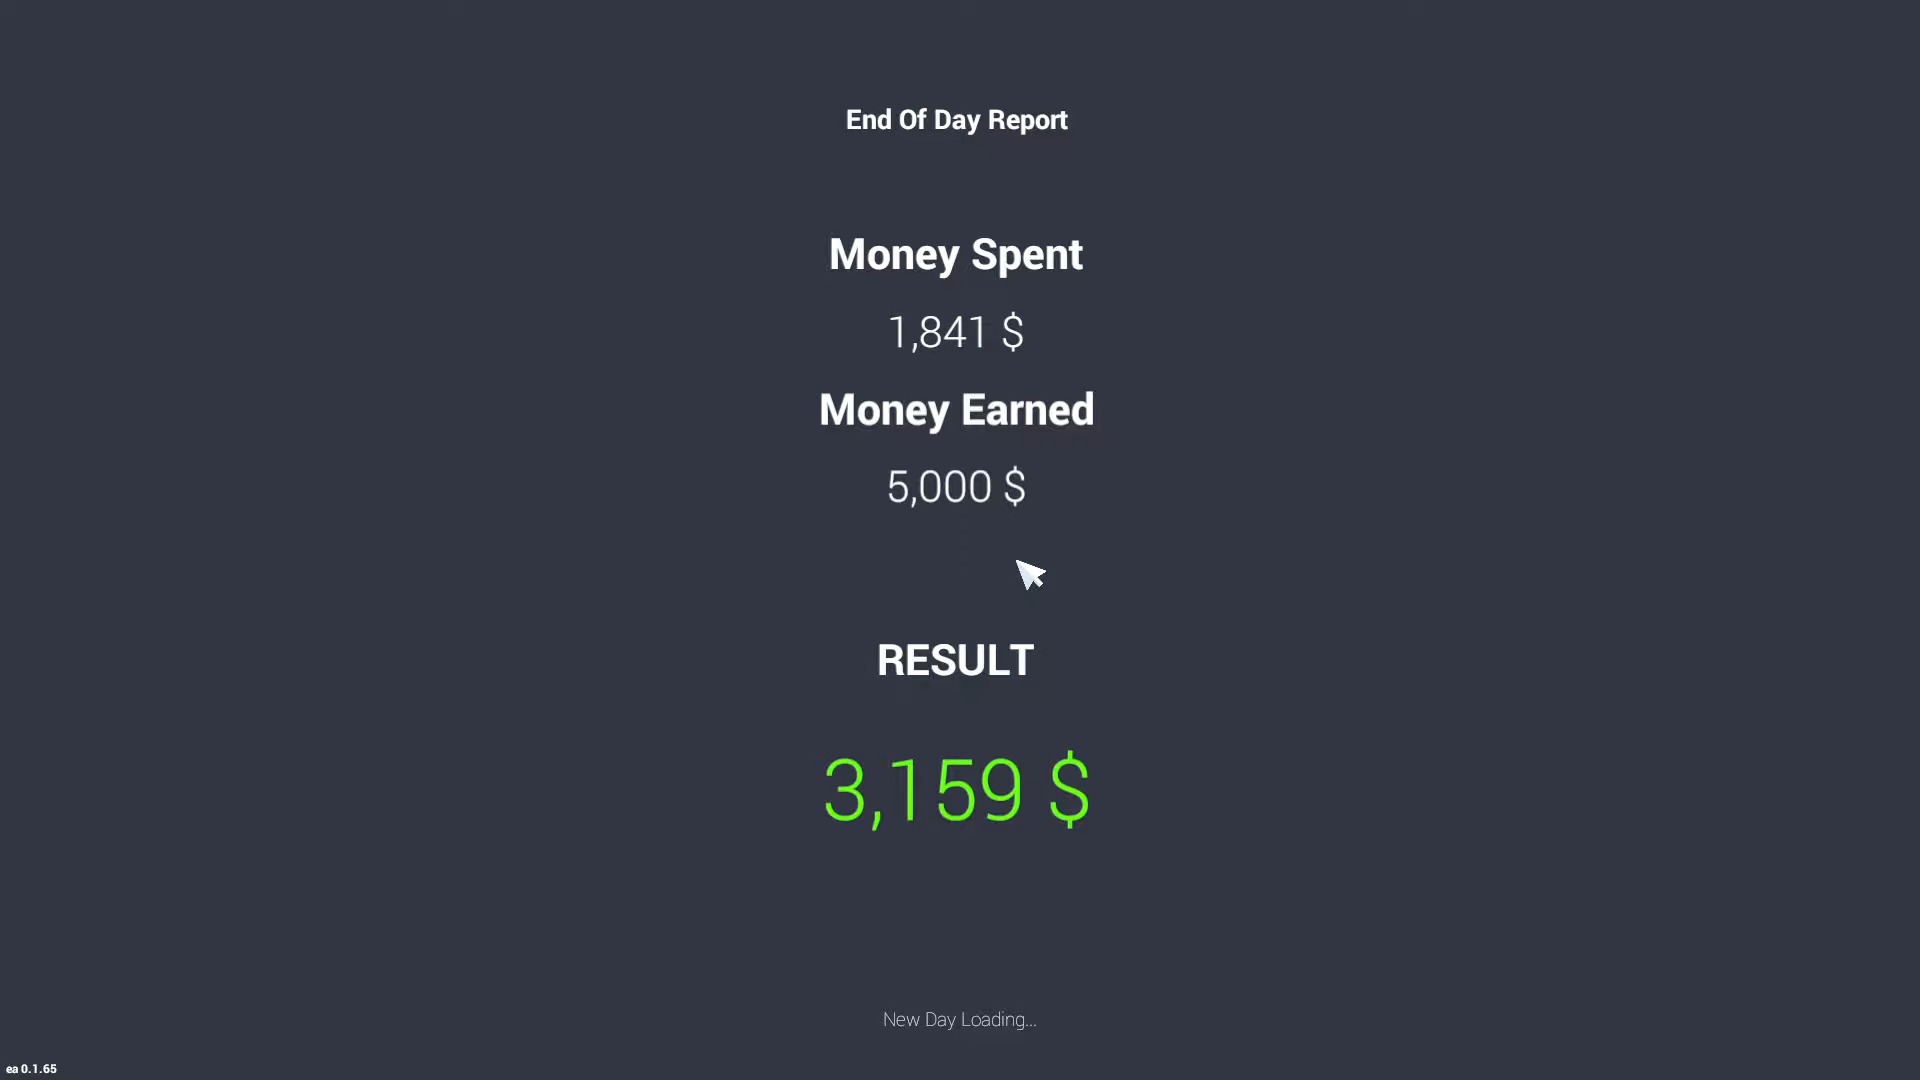 End Of Day Report
Money Spent
1,841 $
Money Earned
5,000 $
RESULT
3,159 $
New Day Loading...
ea 0.1.65